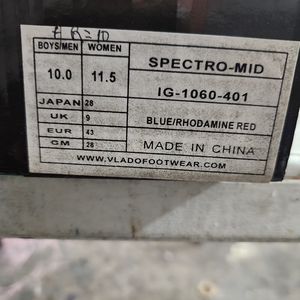 BOYS/MEN WOMEN SPECTRO-MID
10.0 11.5 IG-1060-401
JAPAN 28
UK 9 BLUE/RHODAMINE RED
EUR 43
CM 28 MADE IN CHINA
WWW.VLADOFOOTWEAR.COM